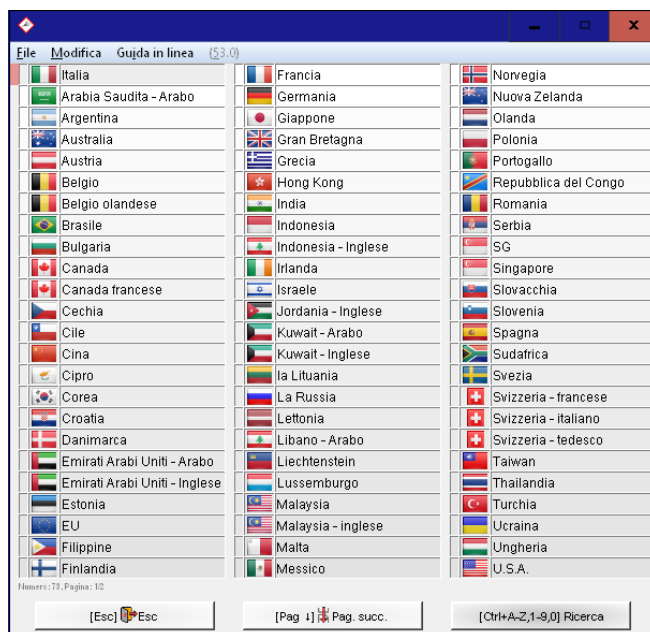 File Modifica Guida in linea (53.0)
Italia
Arabia Saudita - Arabo
Argentina
Australia
Austria
Belgio
Belgio olandese
Brasile
Bulgaria
Canada
Canada francese
Cechia
Cile
Cina
Cipro
Corea
Croatia
Danimarca
Emirati Arabi Uniti - Arabo
Emirati Arabi Uniti - Inglese
Estonia
EU
Filippine
Finlandia
Francia
Germania
Giappone
Gran Bretagna
Grecia
Hong Kong
India
Indonesia
Indonesia - Inglese
Irlanda
Israele
Jordania - Inglese
Kuwait - Arabo
Kuwait - Inglese
la Lituania
La Russia
Lettonia
Libano - Arabo
Liechtenstein
Lussemburgo
Malaysia
Malaysia - inglese
Malta
Messico
Norvegia
Nuova Zelanda
Olanda
Polonia
Portogallo
Repubblica del Congo
Romania
Serbia
SG
Singapore
Slovacchia
Slovenia
Spagna
Sudafrica
Svezia
Svizzera - francese
Svizzera - italiano
Svizzera - tedesco
Taiwan
Thailandia
Turchia
Ucraina
Ungheria
U.S.A.
Numers: 73, Pagina: 1/2
[Esc] Esc
[Pag ↓] Pag. succ.
[Ctrl+A-Z,1-9,0] Ricerca